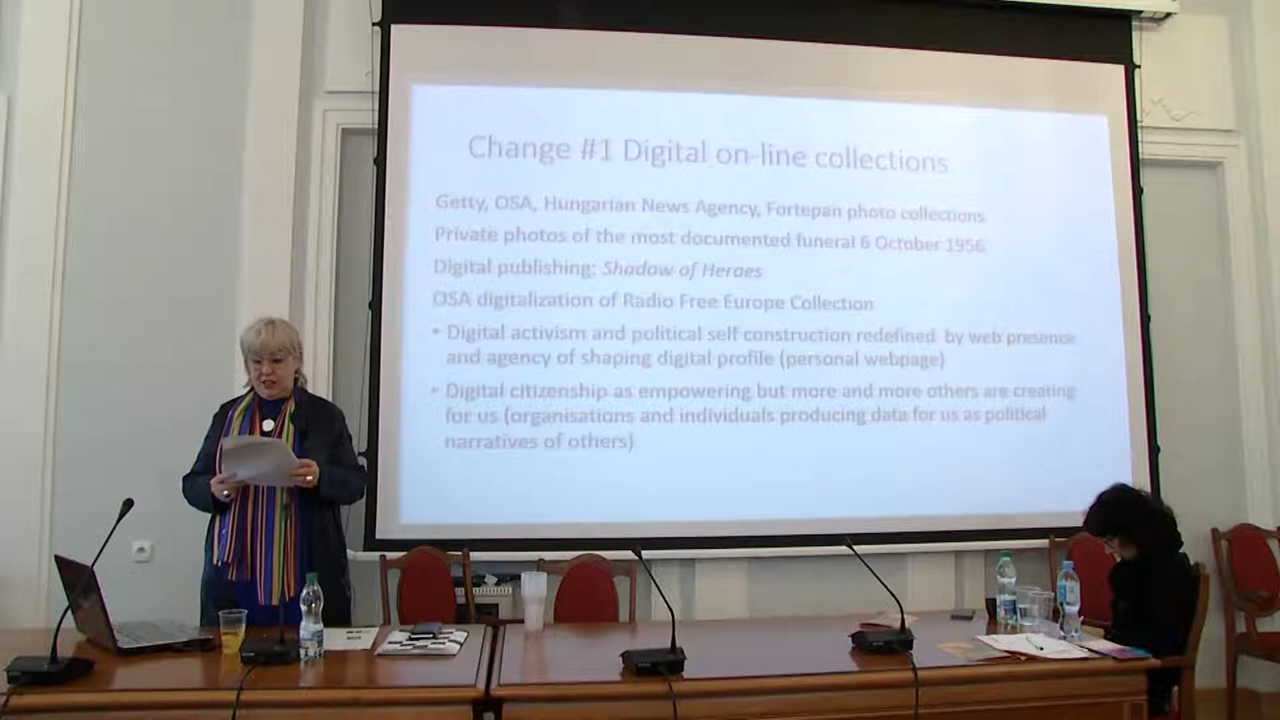 Change #1 Digital on-line collections
Getty, OSA, Hungarian News Agency, Fortepan photo collections
Private photos of the most documented funeral 6 October 1956
Digital publishing: Shadow of Heroes
OSA digitalization of Radio Free Europe Collection
• Digital activism and political self construction redefined by web presence
and agency of shaping digital profile (personal webpage)
• Digital citizenship as empowering but more and more others are creating
for us (organisations and individuals producing data for us as political
narratives of others)